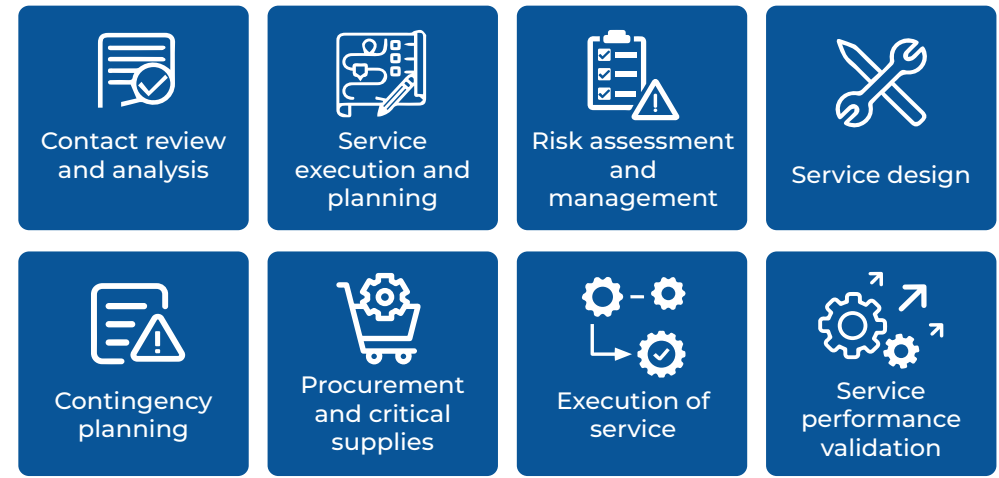 Contact review
and analysis
Service
execution and
planning
Risk assessment
and
management
Service design
Contingency
planning
Procurement
and critical
supplies
Execution of
service
Service
performance
validation